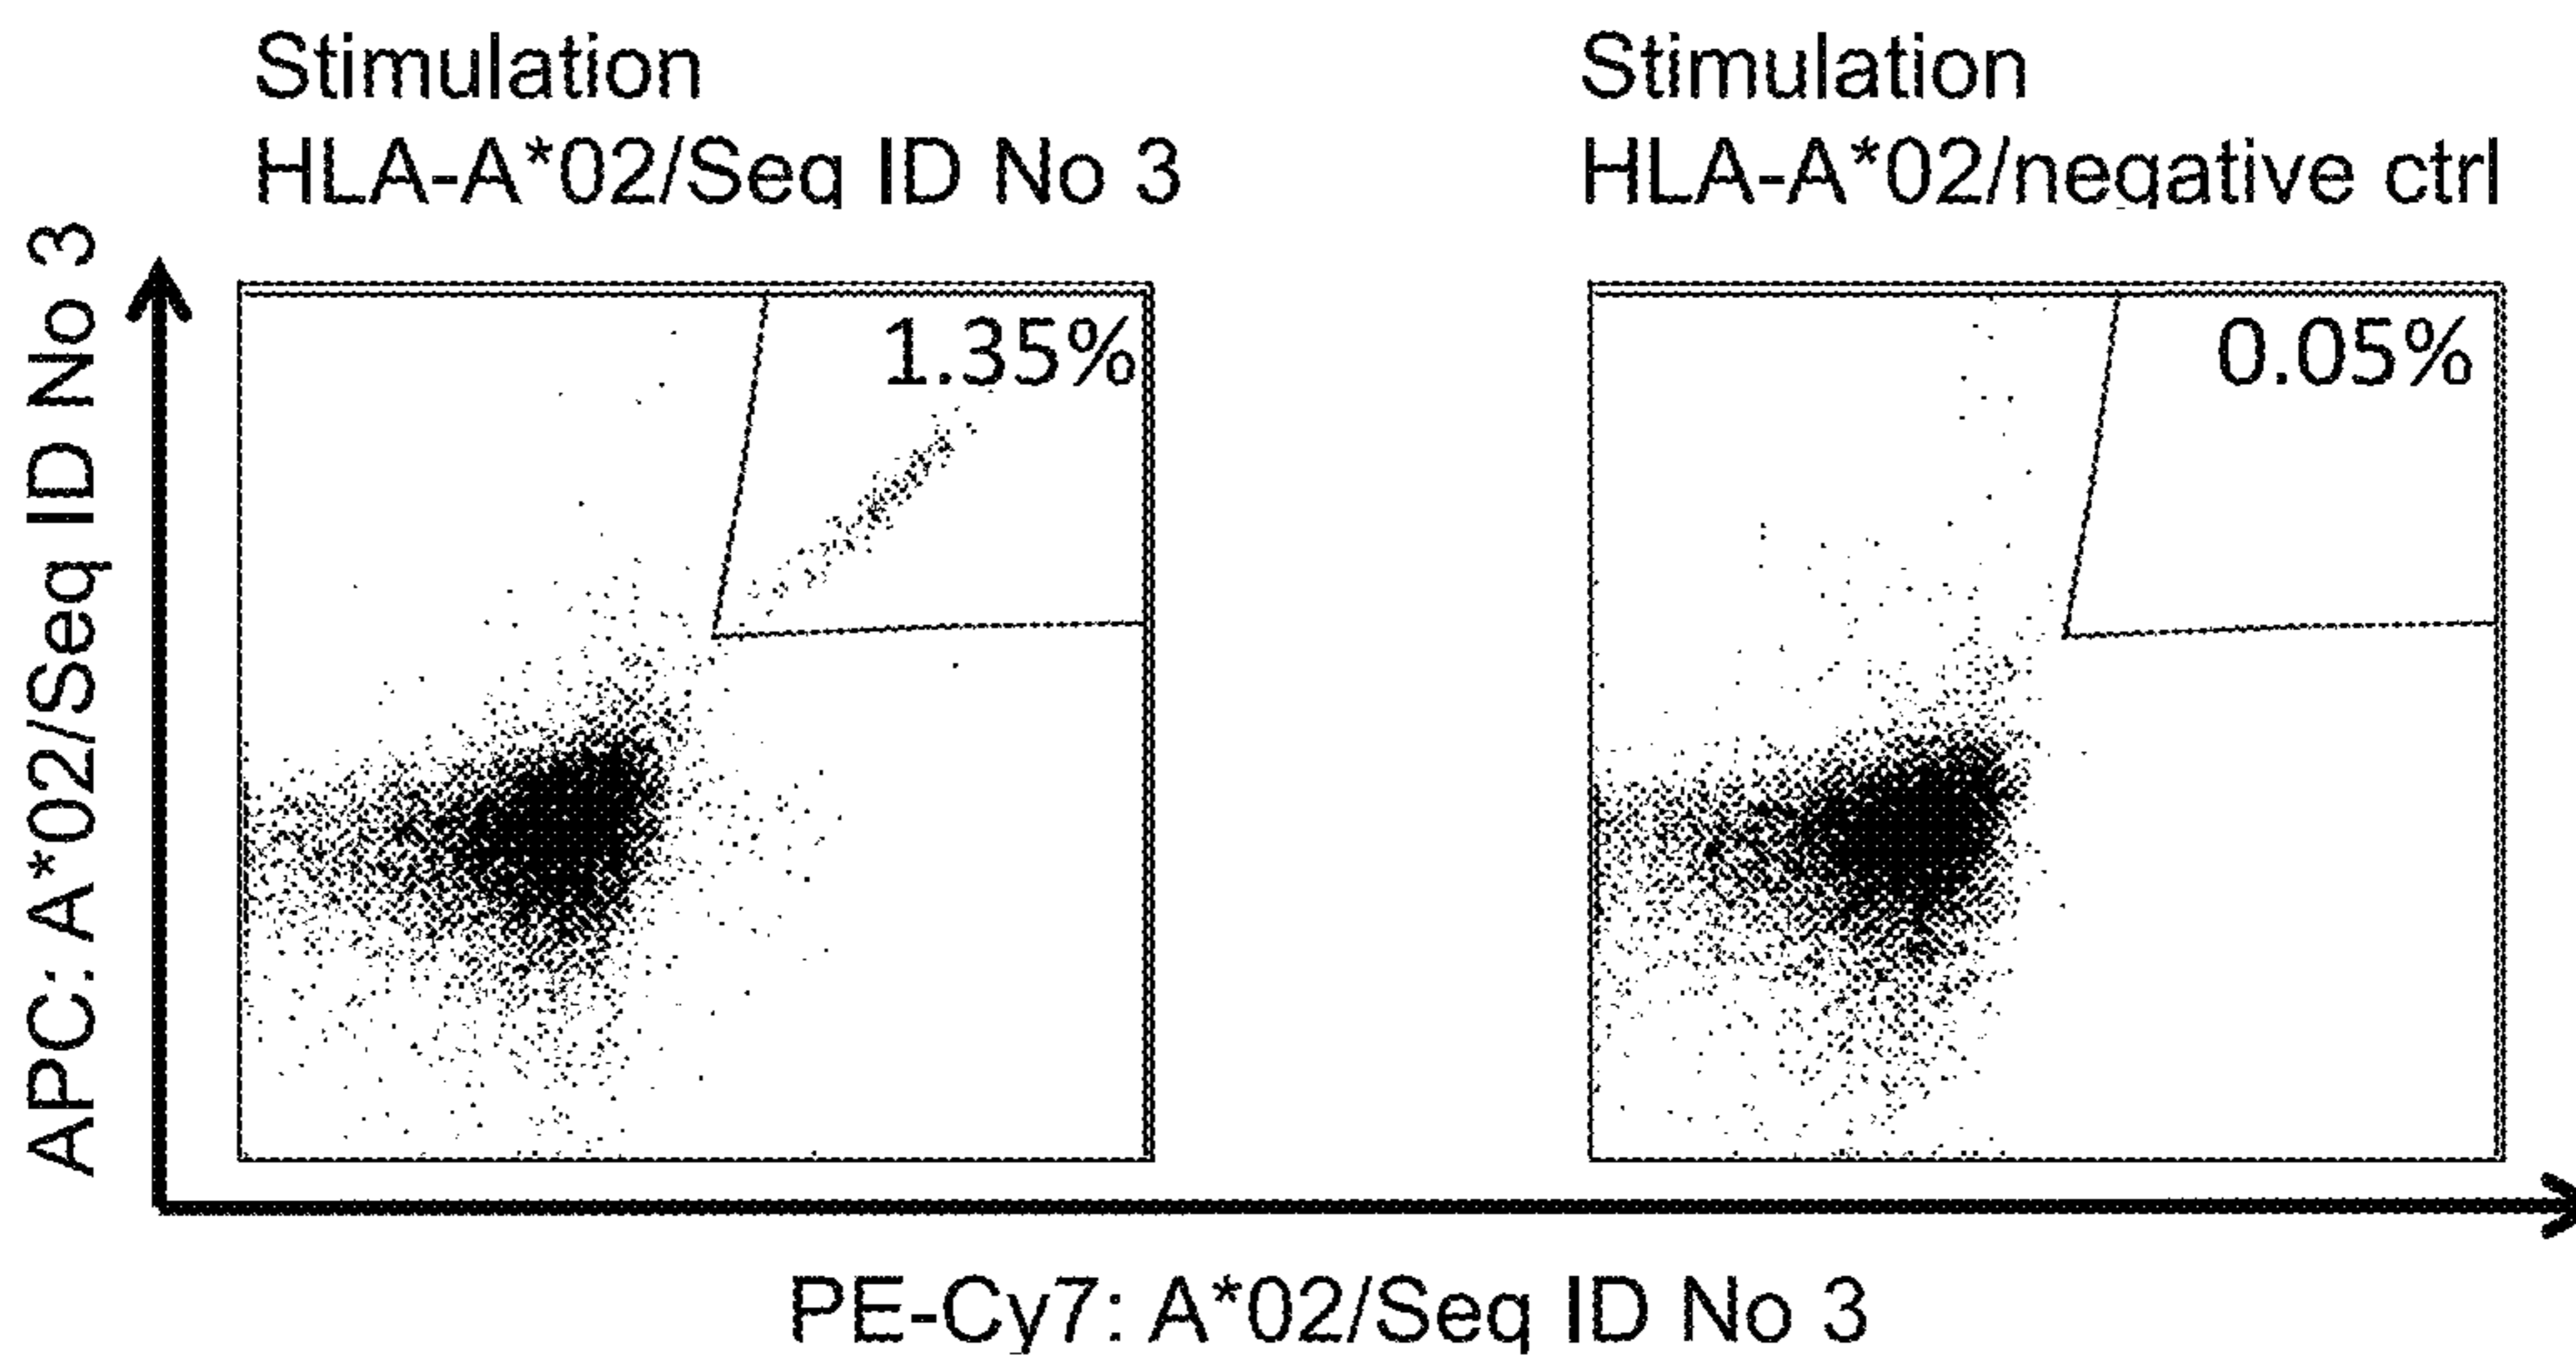 Stimulation
HLA-A*02/Seq ID No 3
Stimulation
HLA-A*02/negative ctrl
APC: A*02/Seq ID No 3
1.35%
0.05%
PE-Cy7: A*02/Seq ID No 3